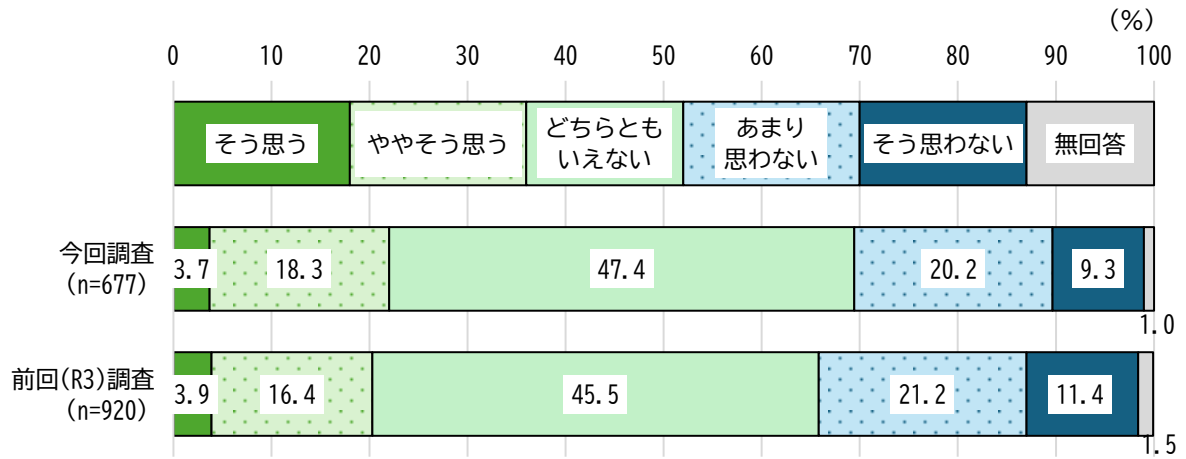 (%)
0 10 20 30 40 50 60 70 80 90 100
そう思う ややそう思う どちらとも あまり そう思わない 無回答
いえない 思わない
今回調査
(n=677)
3.7 18.3 47.4 20.2 9.3
1.0
前回(R3)調査
(n=920)
3.9 16.4 45.5 21.2 11.4
1.5